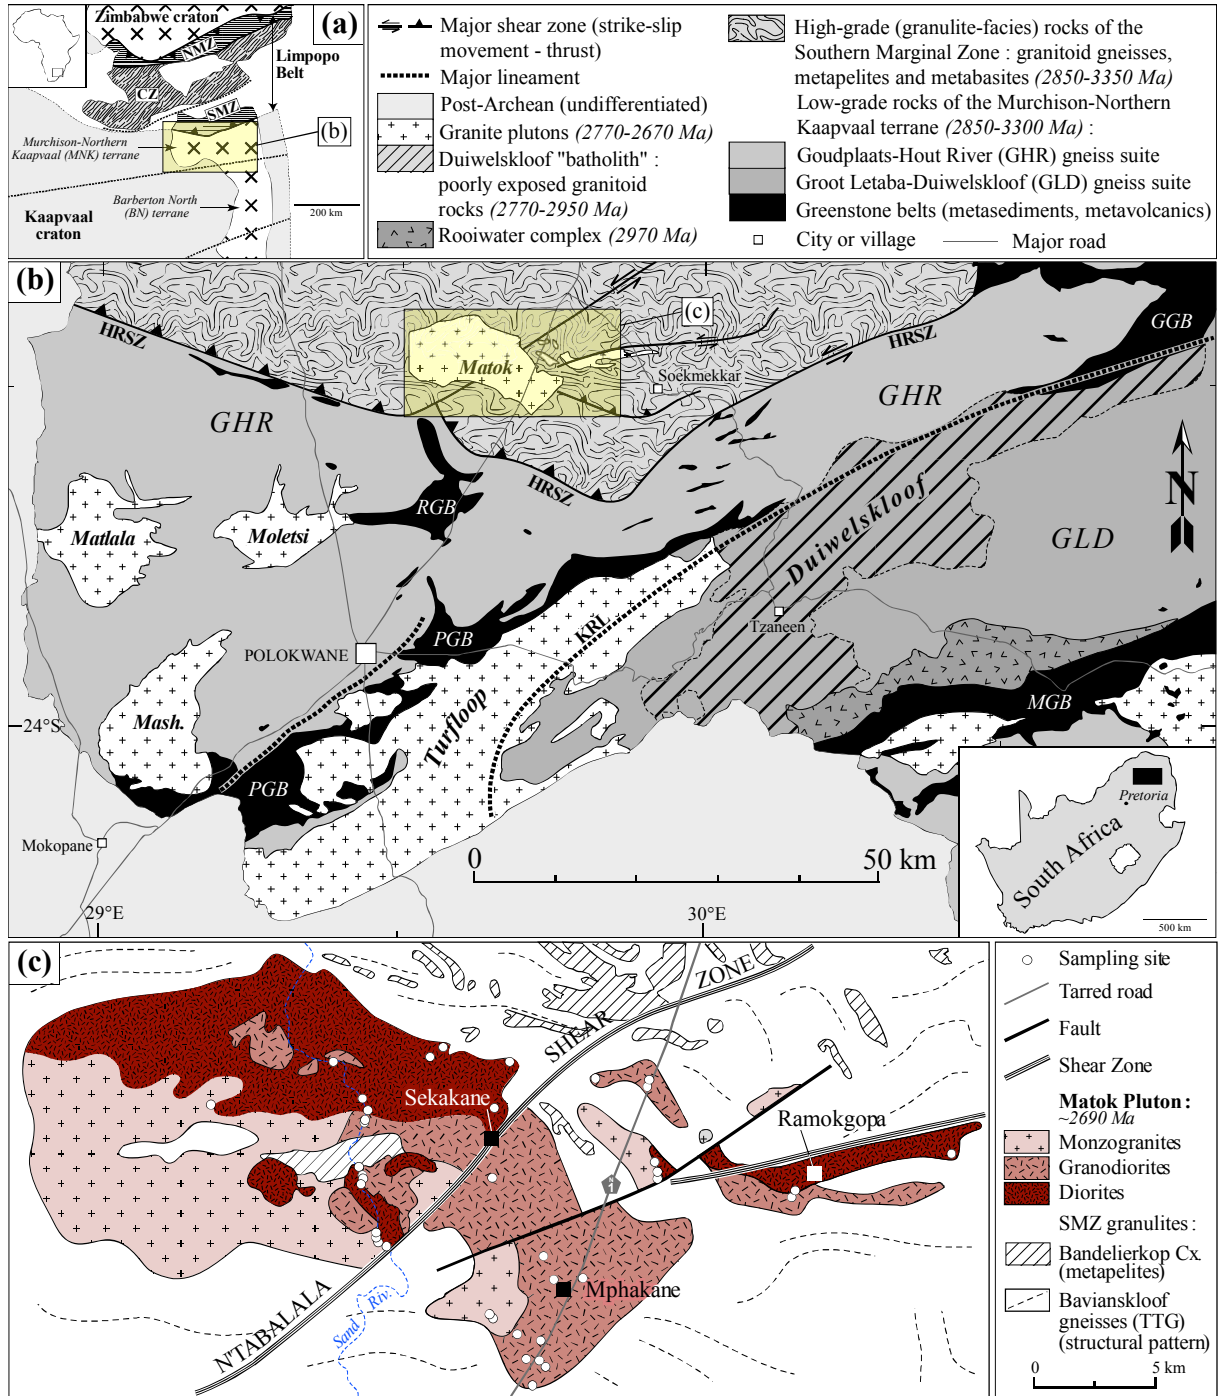 Zimbabwe craton
(a)
NMZ
Limpopo
Belt
CZ
SMZ
(b)
Murchison-Northern
Kaapvaal (MNK) terrane
Barberton North
(BN) terrane
Kaapvaal
craton
200 km
Major shear zone (strike-slip
movement - thrust)
Major lineament
Post-Archean (undifferentiated)
Granite plutons (2770-2670 Ma)
Duiwelskloof "batholith" :
poorly exposed granitoid
rocks (2770-2950 Ma)
Rooiwater complex (2970 Ma)
High-grade (granulite-facies) rocks of the
Southern Marginal Zone : granitoid gneisses,
metapelites and metabasites (2850-3350 Ma)
Low-grade rocks of the Murchison-Northern
Kaapvaal terrane (2850-3300 Ma) :
Goudplaats-Hout River (GHR) gneiss suite
Groot Letaba-Duiwelskloof (GLD) gneiss suite
Greenstone belts (metasediments, metavolcanics)
City or village
Major road
(b)
(c)
HRSZ
GGB
HRSZ
Matok
Soekmekkar
GHR
GHR
HRSZ
RGB
N
Matlala
Moletsi
Duiwelskloof
GLD
KRL
Tzaneen
PGB
POLOKWANE
Turfloop
MGB
Mash.
24°S
PGB
Pretoria
Mokopane
0
50 km
South Africa
29°E
30°E
500 km
(c)
ZONE
SHEAR
Sekakane
Ramokgopa
N
1
Mphakane
N'TABALALA
Sand Riv.
Sampling site
Tarred road
Fault
Shear Zone
Matok Pluton :
~2690 Ma
Monzogranites
Granodiorites
Diorites
SMZ granulites :
Bandelierkop Cx.
(metapelites)
Bavianskloof
gneisses (TTG)
(structural pattern)
0
5 km